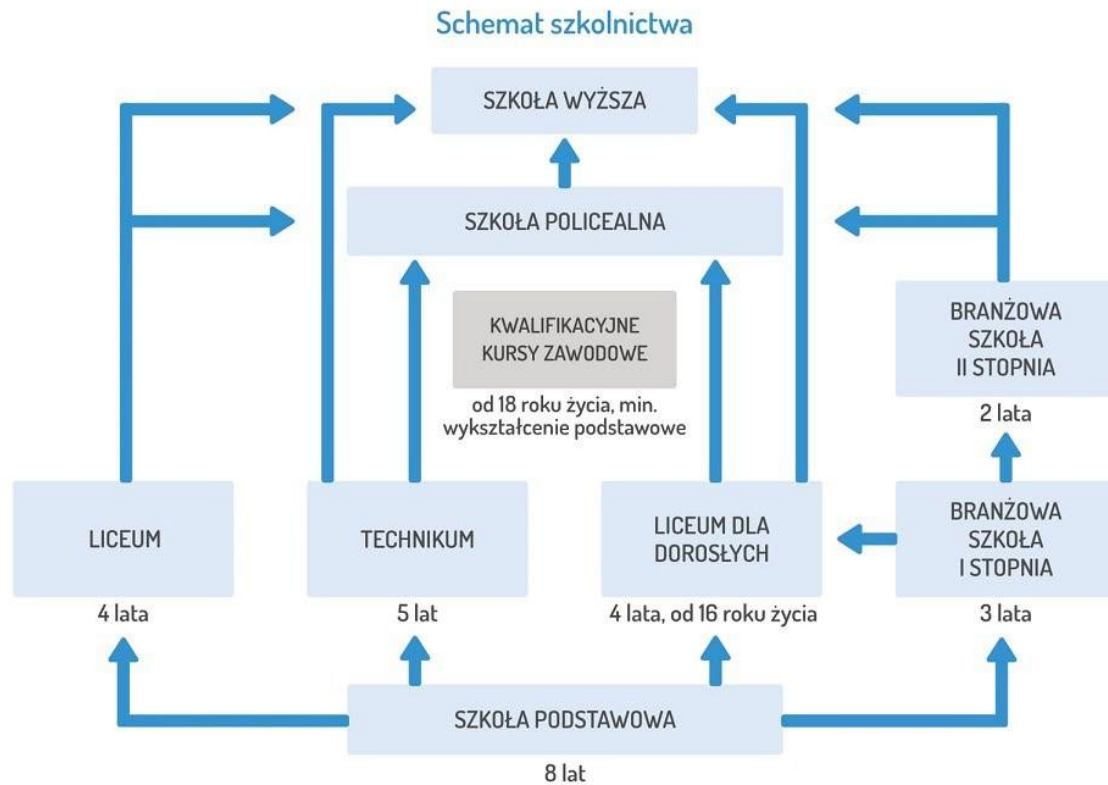 Schemat szkolnictwa
SZKOŁA WYŻSZA
SZKOŁA POLICEALNA
KWALIFIKACYJNE
KURSY ZAWODOWE
od 18 roku życia, min.
wykształcenie podstawowe
BRANŻOWA
SZKOŁA
II STOPNIA
2 lata
LICEUM
4 lata
TECHNIKUM
5 lat
LICEUM DLA
DOROSŁYCH
4 lata, od 16 roku życia
BRANŻOWA
SZKOŁA
I STOPNIA
3 lata
SZKOŁA PODSTAWOWA
8 lat